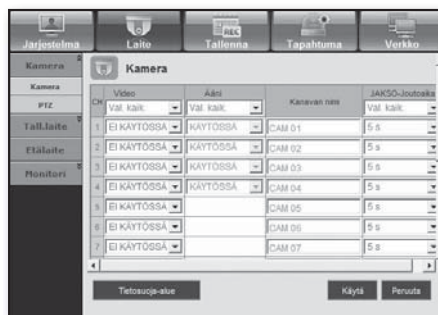 Järjestelmä Laite Tallenna Tapahtuma Verkko
Kamera
Kamera
PTZ
Tall.laite
Etälaite
Monitori
Kamera
CH Video Ääni Kanavan nimi JAKSO-Joutoaika
Val. kaik. Val. kaik. Val. kaik.
1 EI KÄYTÖSSÄ KÄYTÖSSÄ CAM 01 5 s
2 EI KÄYTÖSSÄ KÄYTÖSSÄ CAM 02 5 s
3 EI KÄYTÖSSÄ KÄYTÖSSÄ CAM 03 5 s
4 EI KÄYTÖSSÄ KÄYTÖSSÄ CAM 04 5 s
5 EI KÄYTÖSSÄ CAM 05 5 s
6 EI KÄYTÖSSÄ CAM 06 5 s
7 EI KÄYTÖSSÄ CAM 07 5 s
Tietosuoja-alue Käytä Peruuta